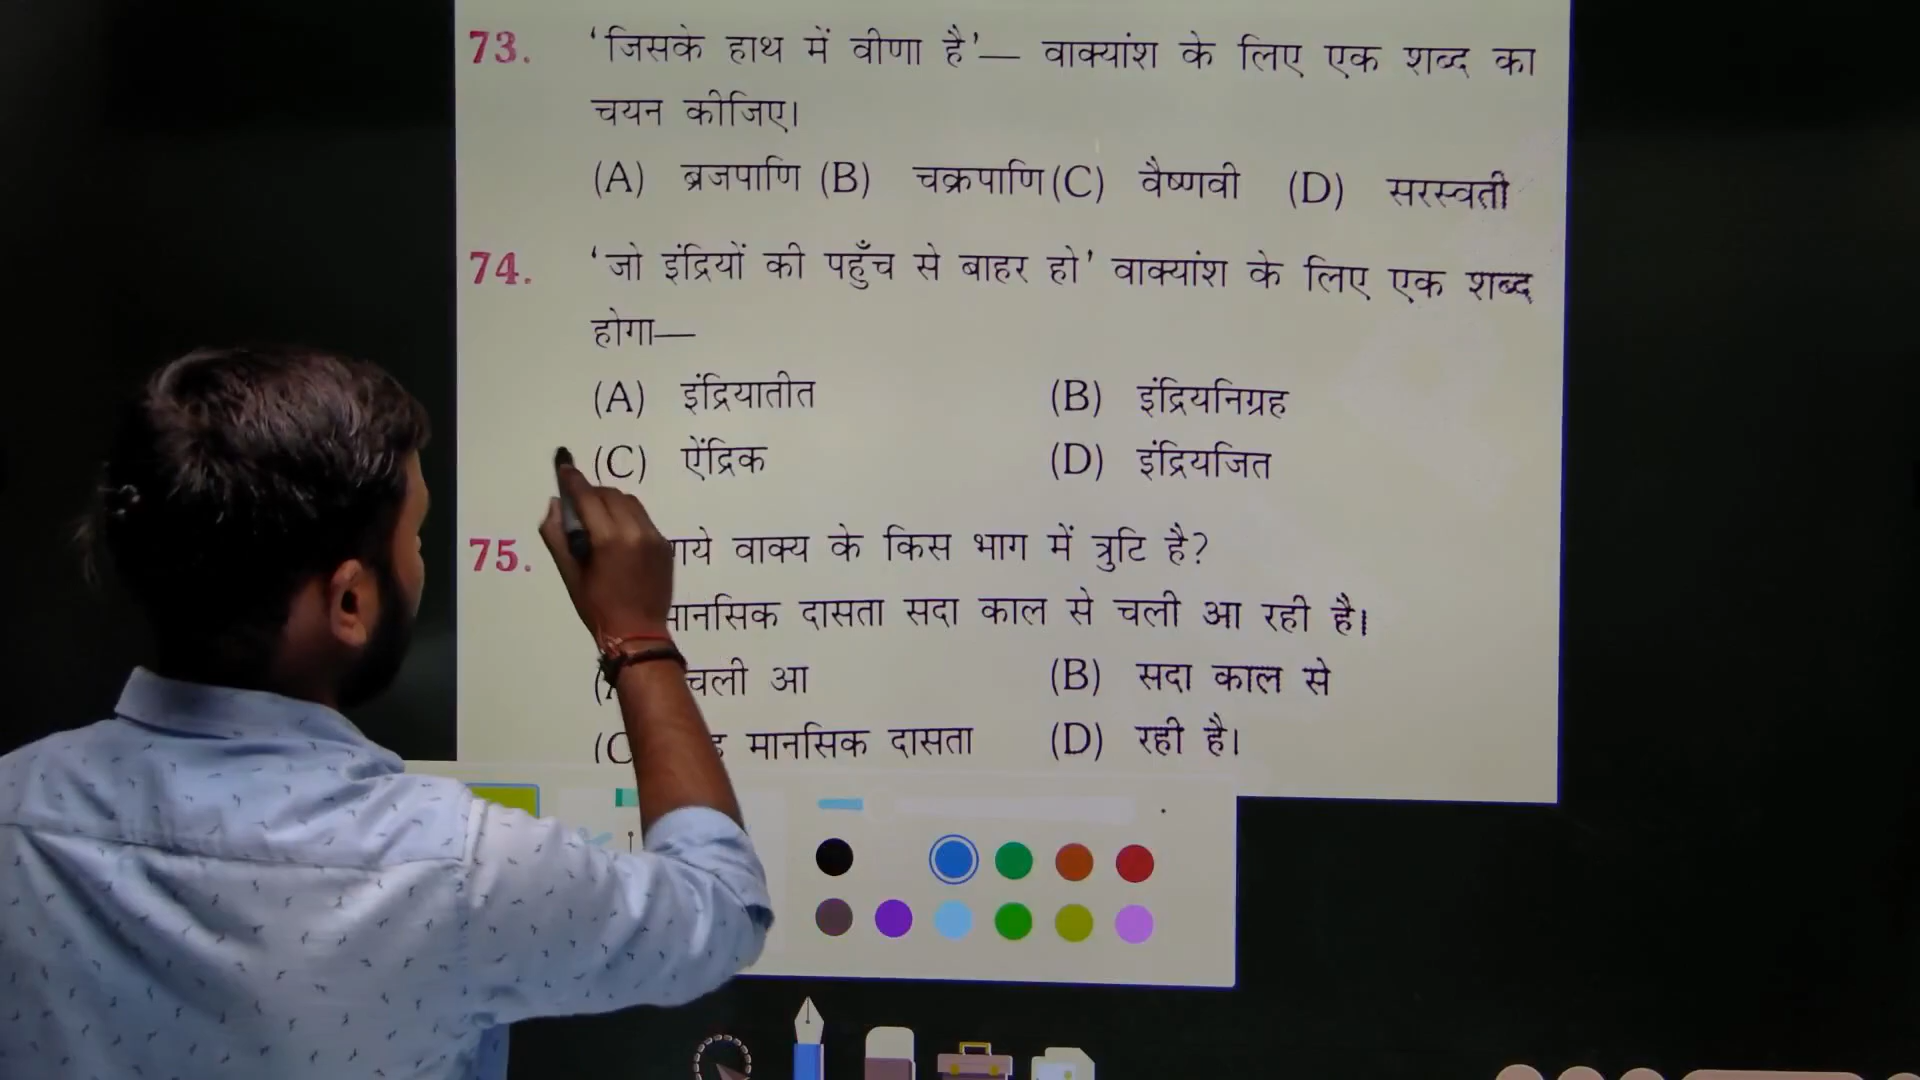 73. ‘जिसके हाथ में वीणा है’— वाक्यांश के लिए एक शब्द का
चयन कीजिए।
(A) ब्रजपाणि (B) चक्रपाणि (C) वैष्णवी (D) सरस्वती
74. ‘जो इंद्रियों की पहुँच से बाहर हो’ वाक्यांश के लिए एक शब्द
होगा—
(A) इंद्रियातीत (B) इंद्रियनिग्रह
(C) ऐंद्रिक (D) इंद्रियजित
75. वाक्य के किस भाग में त्रुटि है?
मानसिक दासता सदा काल से चली आ रही है।
चली आ (B) सदा काल से
मानसिक दासता (D) रही है।